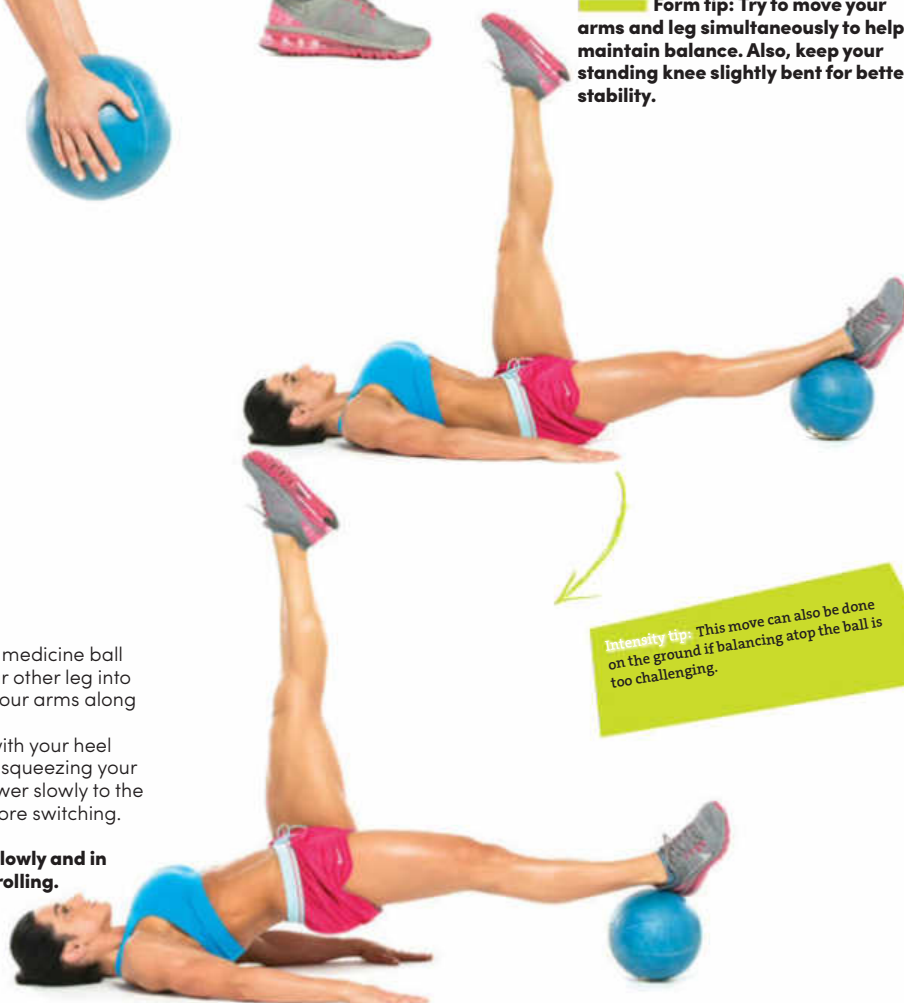 Form tip: Try to move your
arms and leg simultaneously to help
maintain balance. Also, keep your
standing knee slightly bent for bette
stability.
Intensity tip: This move can also be done
on the ground if balancing atop the ball is
too challenging.
medicine ball
r other leg into
our arms along
with your heel
squeezing your
wer slowly to the
ore switching.
lowly and in
rolling.